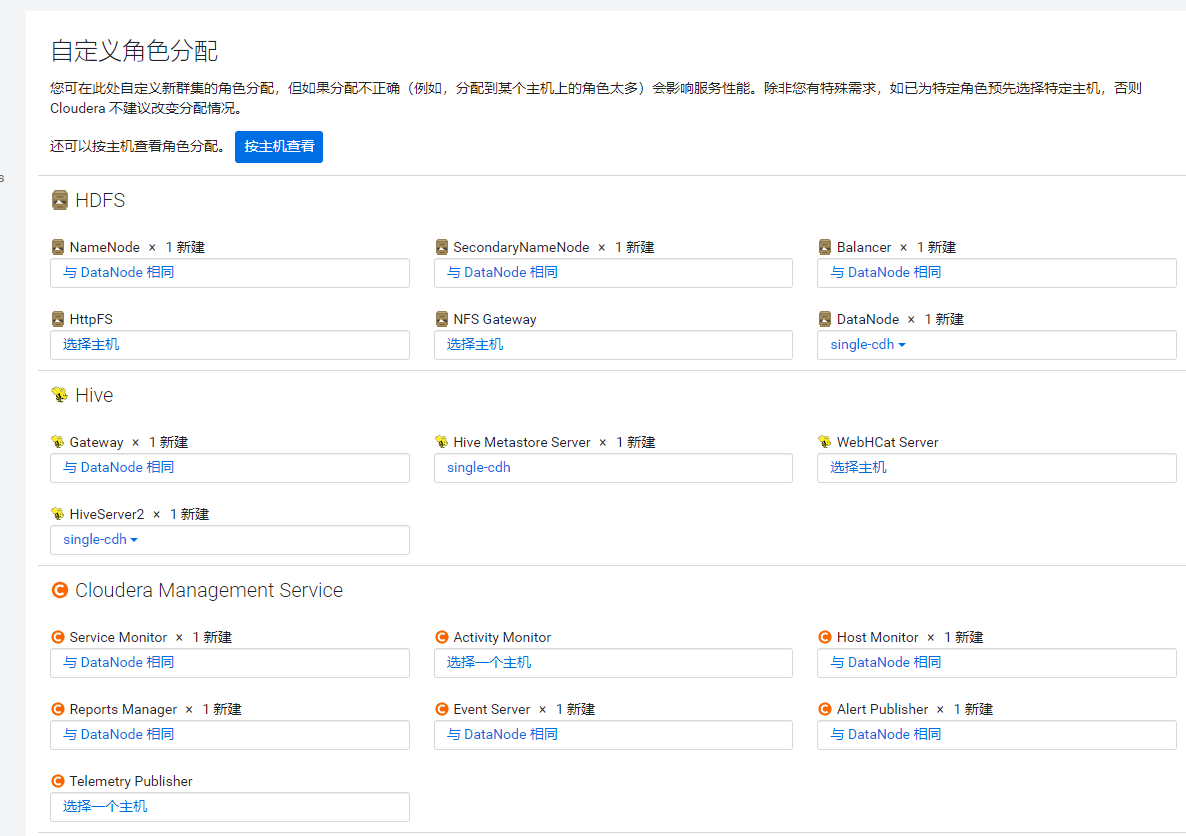 自定义角色分配
您可在此处自定义新群集的角色分配，但如果分配不正确（例如，分配到某个主机上的角色太多）会影响服务性能。除非您有特殊需求，如已为特定角色预先选择特定主机，否则
Cloudera 不建议改变分配情况。
还可以按主机查看角色分配。 按主机查看
s
HDFS
NameNode × 1 新建 SecondaryNameNode × 1 新建 Balancer × 1 新建
与 DataNode 相同 与 DataNode 相同 与 DataNode 相同
HttpFS NFS Gateway DataNode × 1 新建
选择主机 选择主机 single-cdh
Hive
Gateway × 1 新建 Hive Metastore Server × 1 新建 WebHCat Server
与 DataNode 相同 single-cdh 选择主机
HiveServer2 × 1 新建
single-cdh
Cloudera Management Service
Service Monitor × 1 新建 Activity Monitor Host Monitor × 1 新建
与 DataNode 相同 选择一个主机 与 DataNode 相同
Reports Manager × 1 新建 Event Server × 1 新建 Alert Publisher × 1 新建
与 DataNode 相同 与 DataNode 相同 与 DataNode 相同
Telemetry Publisher
选择一个主机